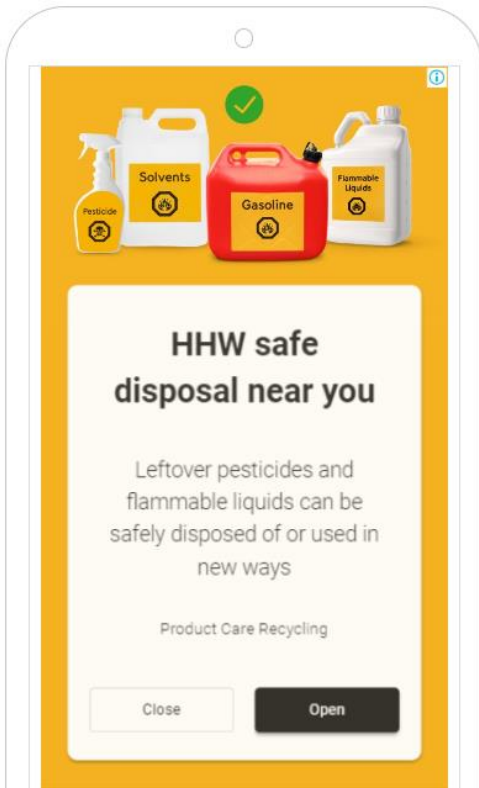 Solvents
Pesticide
Gasoline
Flammable
Liquids
HHW safe
disposal near you
Leftover pesticides and
flammable liquids can be
safely disposed of or used in
new ways
Product Care Recycling
Close
Open